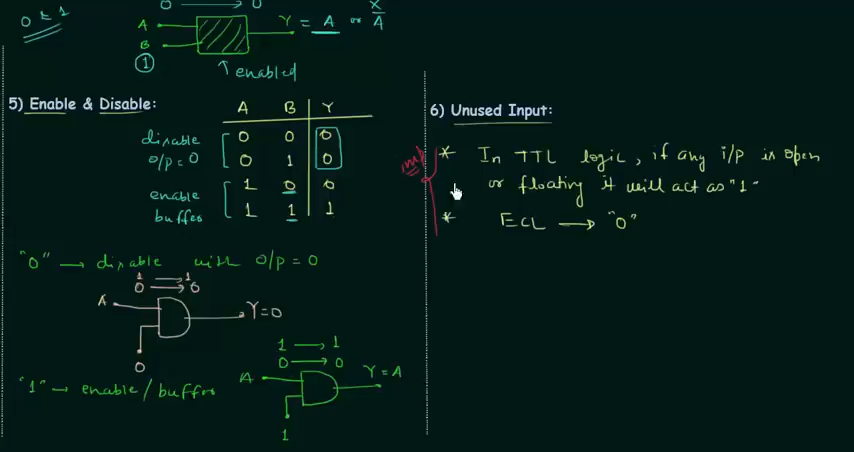 0 & 1
0 → 0
A
B
①
Y = A or X/A
↑ enabled
5) Enable & Disable:
A B Y
disable 0 0 0
o/p=0 0 1 0
enable 1 0 0
buffer 1 1 1
"0" → disable with o/p = 0
1 → 1
0 → 0
A
Y=0
0
"1" → enable/buffer
1 → 1
0 → 0
A
Y = A
1
6) Unused Input:
imp
* In TTL logic, if any i/p is open
or floating it will act as "1"
* ECL → "0"